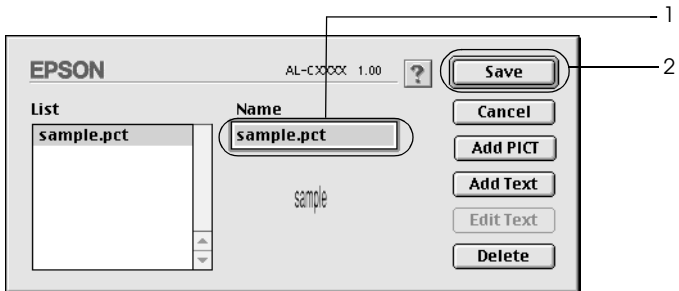 1
EPSON
AL-CXXXX 1.00
?
Save
2
List
Name
Cancel
sample.pct
sample.pct
Add PICT
sample
Add Text
Edit Text
Delete